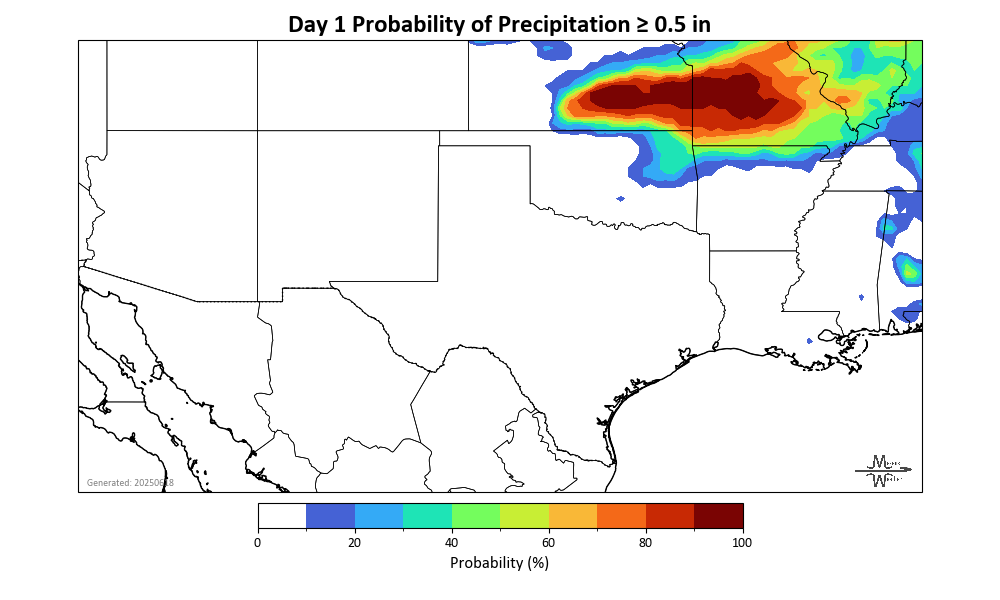 Day 1 Probability of Precipitation ≥ 0.5 in
Generated: 20250618
0 20 40 60 80 100
Probability (%)